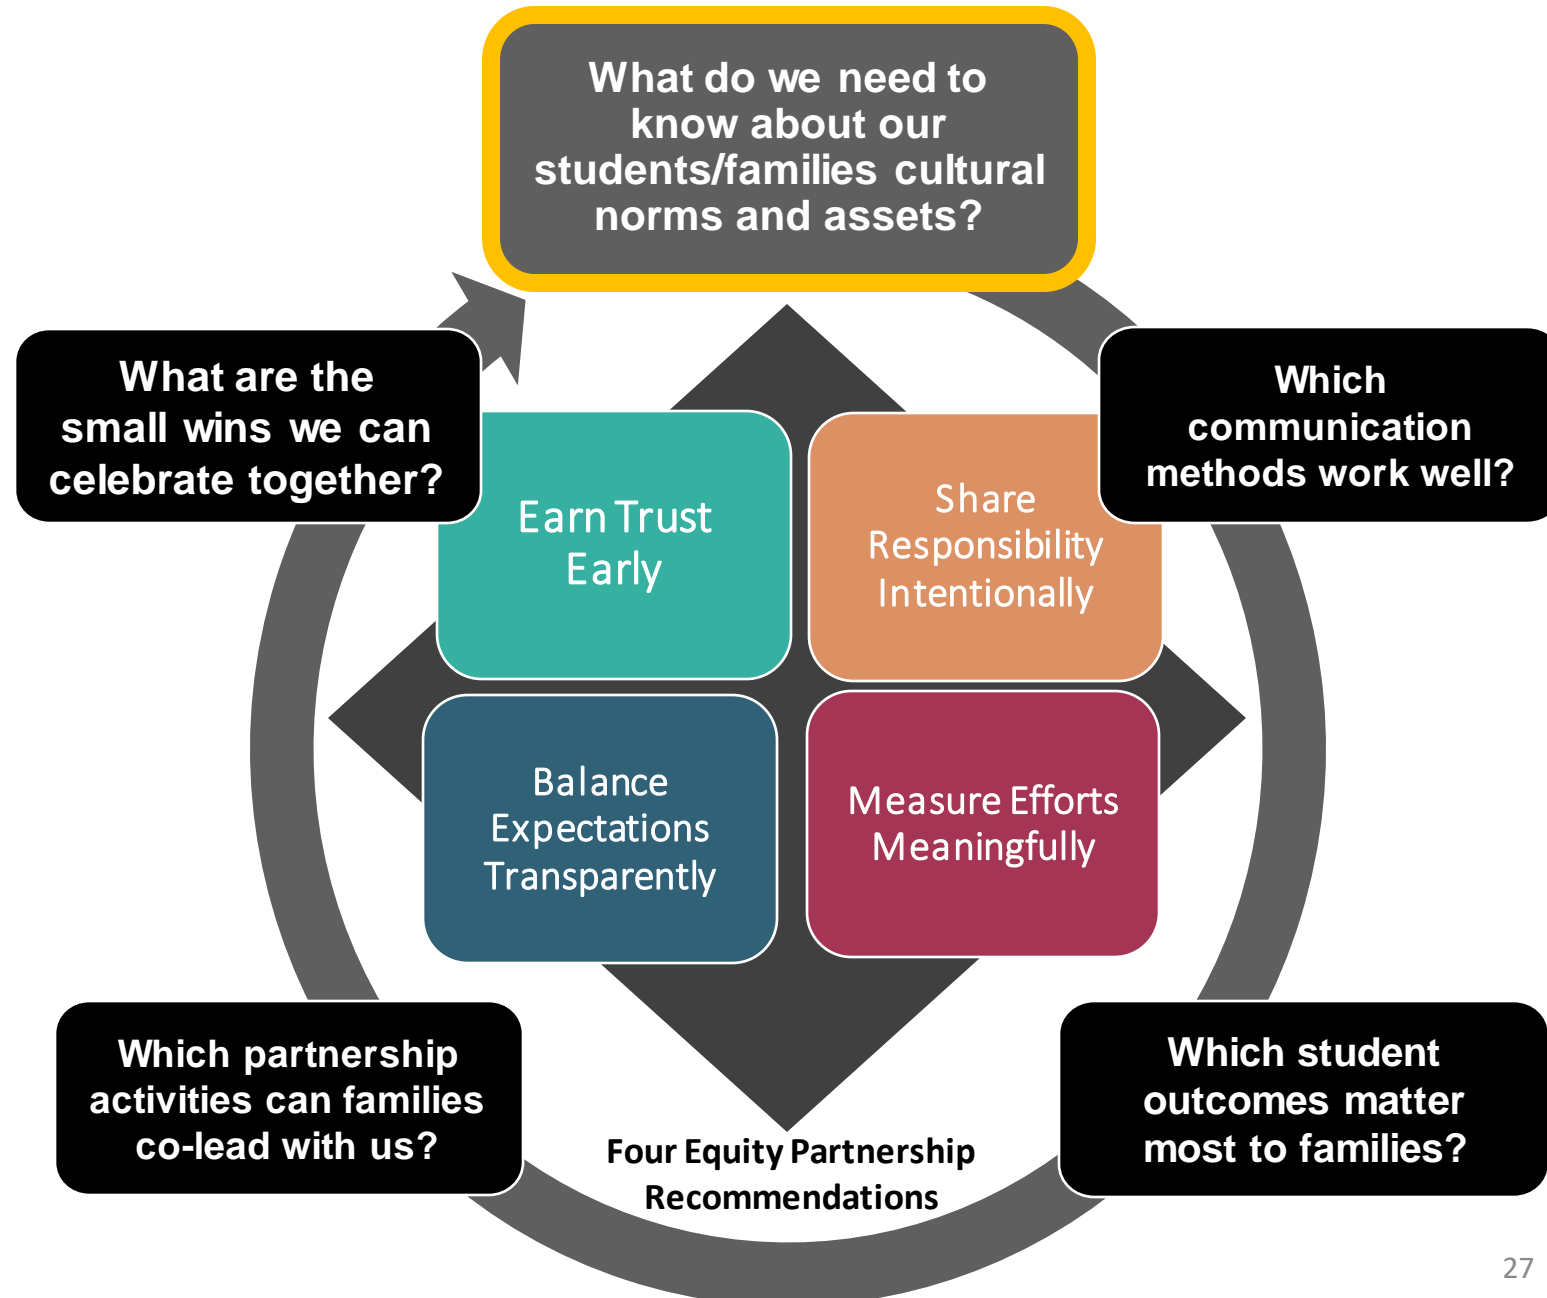 What do we need to
know about our
students/families cultural
norms and assets?
What are the
small wins we can
celebrate together?
Which
communication
methods work well?
Earn Trust
Early
Share
Responsibility
Intentionally
Balance
Expectations
Transparently
Measure Efforts
Meaningfully
Which partnership
activities can families
co-lead with us?
Which student
outcomes matter
most to families?
Four Equity Partnership
Recommendations
27